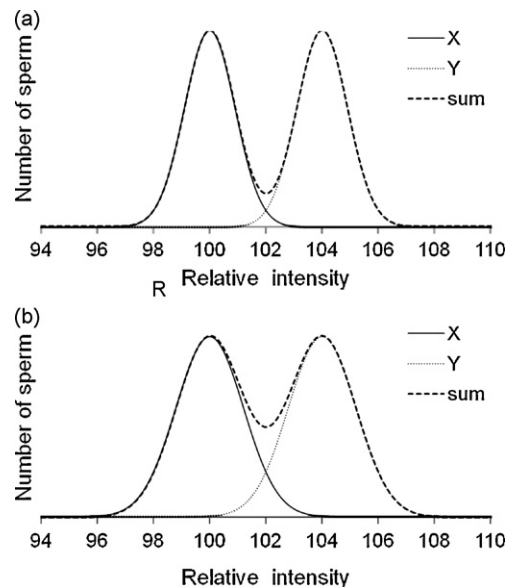 (a)
Number of sperm
X
Y
sum
94 96 98 100 102 104 106 108 110
Relative intensity
R
(b)
Number of sperm
X
Y
sum
94 96 98 100 102 104 106 108 110
Relative intensity